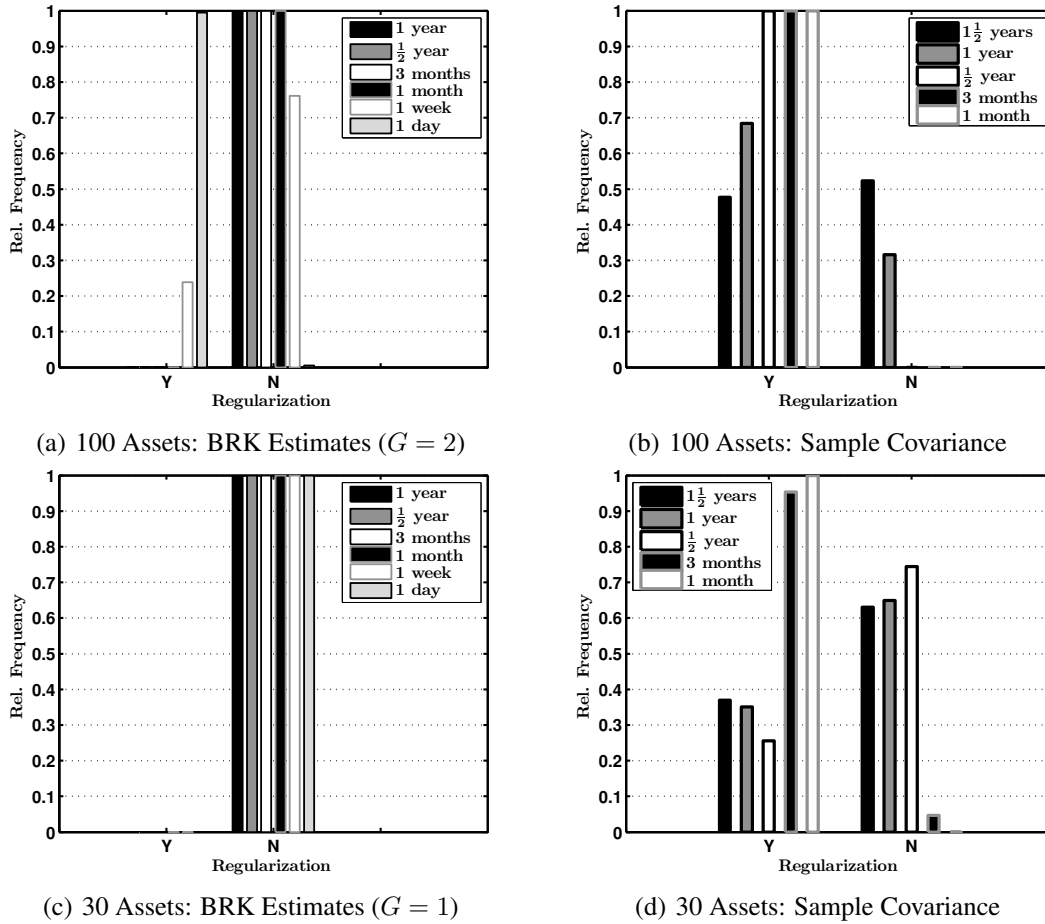 1
0.9
0.8
0.7
0.6
0.5
0.4
0.3
0.2
0.1
0
Rel. Frequency
Y
N
Regularization
1 year
1/2 year
3 months
1 month
1 week
1 day
(a) 100 Assets: BRK Estimates (G = 2)
1
0.9
0.8
0.7
0.6
0.5
0.4
0.3
0.2
0.1
0
Rel. Frequency
Y
N
Regularization
1 1/2 years
1 year
1/2 year
3 months
1 month
(b) 100 Assets: Sample Covariance
1
0.9
0.8
0.7
0.6
0.5
0.4
0.3
0.2
0.1
0
Rel. Frequency
Y
N
Regularization
1 year
1/2 year
3 months
1 month
1 week
1 day
(c) 30 Assets: BRK Estimates (G = 1)
1
0.9
0.8
0.7
0.6
0.5
0.4
0.3
0.2
0.1
0
Rel. Frequency
Y
N
Regularization
1 1/2 years
1 year
1/2 year
3 months
1 month
(d) 30 Assets: Sample Covariance